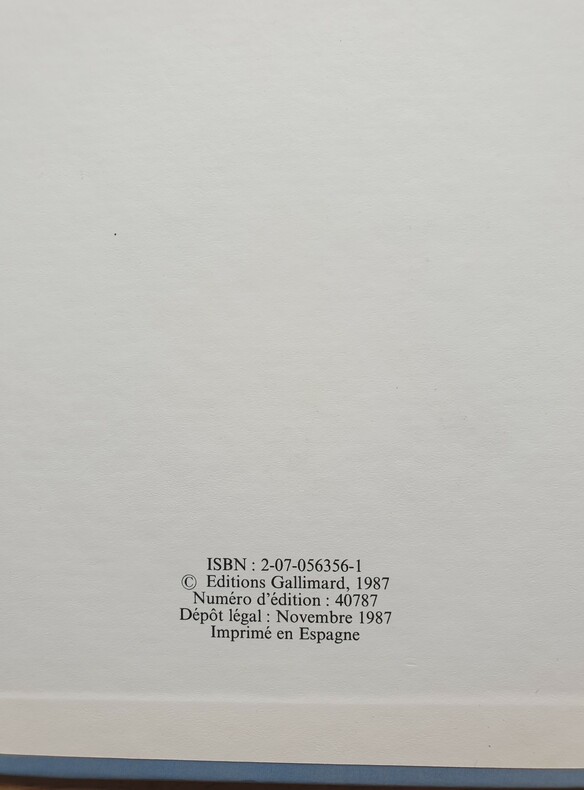 ISBN : 2-07-056356-1
© Editions Gallimard, 1987
Numéro d'édition : 40787
Dépôt légal : Novembre 1987
Imprimé en Espagne